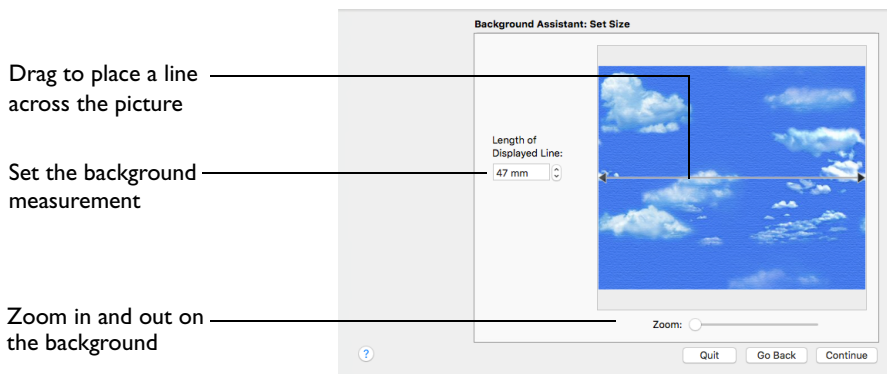 Background Assistant: Set Size
Drag to place a line
across the picture
Length of
Displayed Line:
47 mm
Set the background
measurement
Zoom in and out on
the background
Zoom:
?
Quit
Go Back
Continue